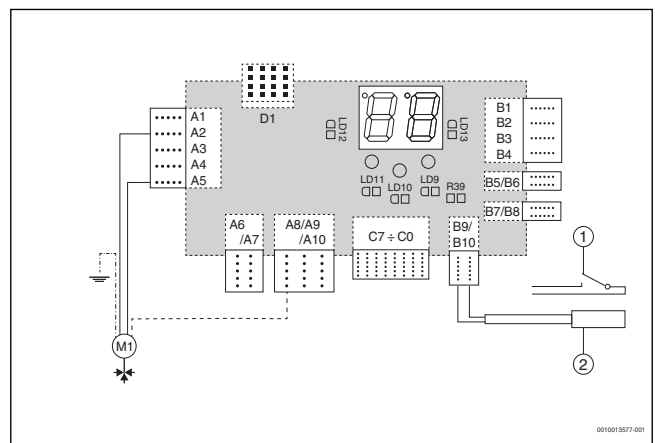 D1
A1
A2
A3
A4
A5
LD12
LD13
B1
B2
B3
B4
LD11
LD10
LD9
R39
B5/B6
B7/B8
A6
/A7
A8/A9
/A10
C7÷C0
B9/
B10
1
M1
2
0010013577-001